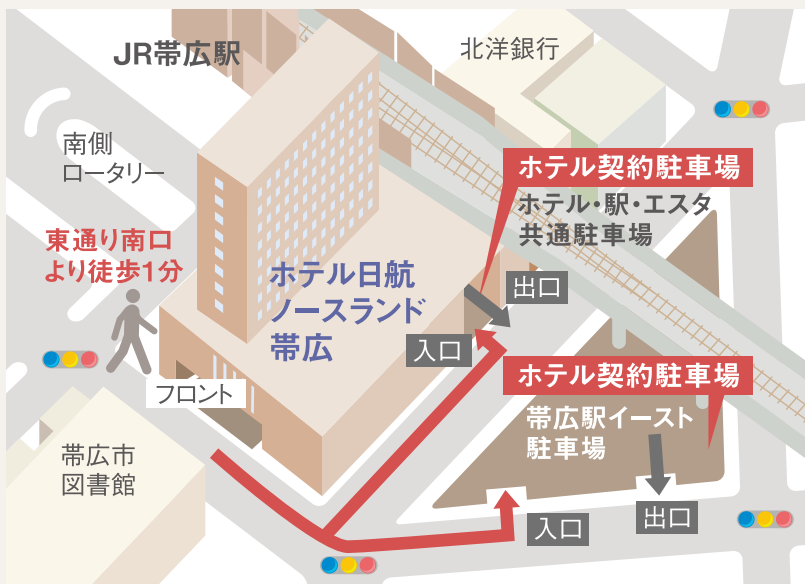 JR帯広駅
北洋銀行
南側
ロータリー
ホテル契約駐車場
ホテル・駅・エスタ
共通駐車場
東通り南口
より徒歩1分
ホテル日航
ノースランド
帯広
出口
入口
ホテル契約駐車場
フロント
帯広駅イースト
駐車場
帯広市
図書館
入口
出口